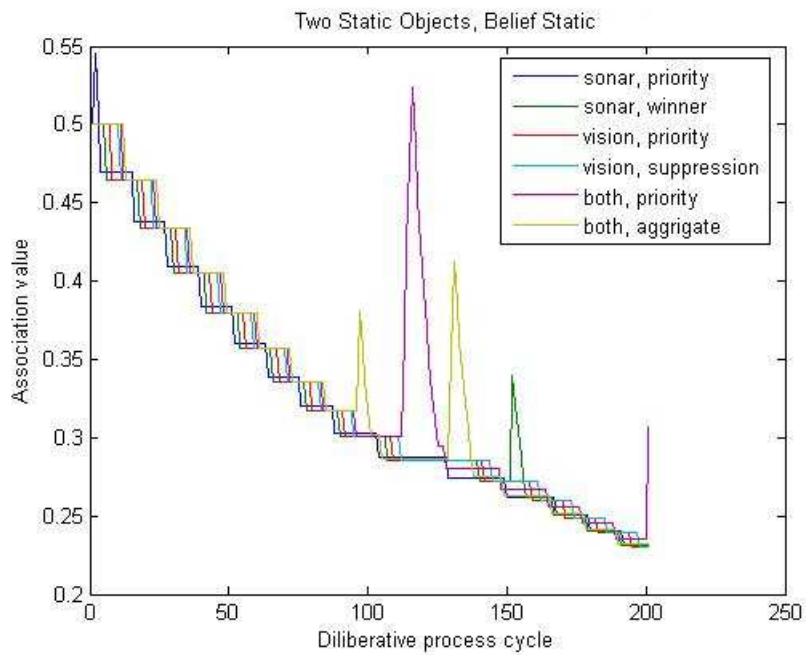 Two Static Objects, Belief Static
0.55
0.5
0.45
0.4
0.35
0.3
0.25
0.2
Association value
sonar, priority
sonar, winner
vision, priority
vision, suppression
both, priority
both, aggrigate
0
50
100
150
200
250
Diliberative process cycle